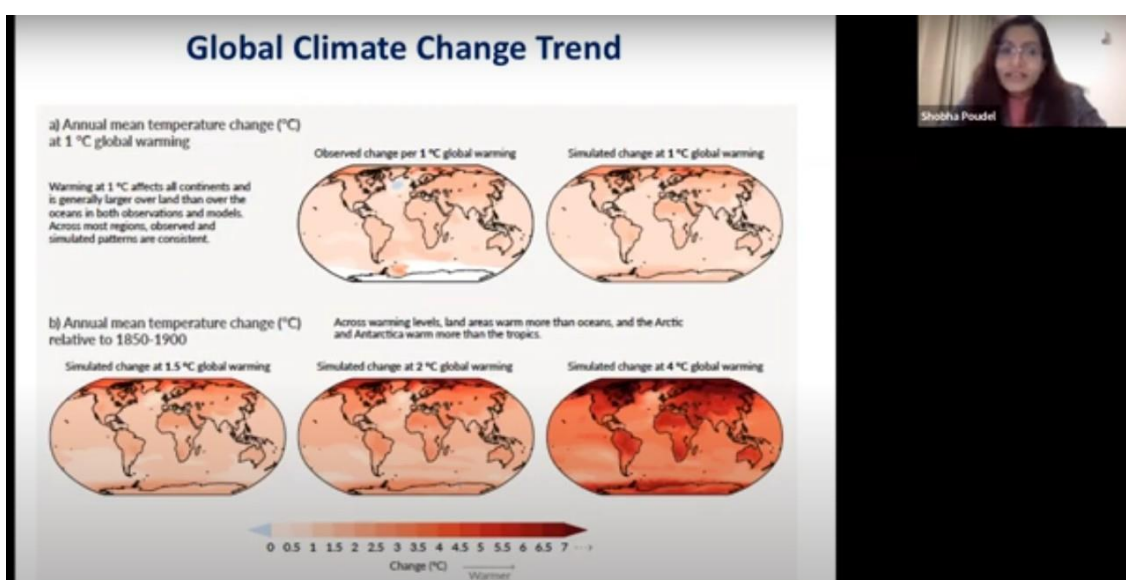 Global Climate Change Trend
Shobha Poudel
a) Annual mean temperature change (°C)
at 1 °C global warming
Warming at 1 °C affects all continents and
is generally larger over land than over the
oceans in both observations and models.
Across most regions, observed and
simulated patterns are consistent.
Observed change per 1 °C global warming
Simulated change at 1 °C global warming
b) Annual mean temperature change (°C)
relative to 1850-1900
Across warming levels, land areas warm more than oceans, and the Arctic
and Antarctica warm more than the tropics.
Simulated change at 1.5 °C global warming
Simulated change at 2 °C global warming
Simulated change at 4 °C global warming
0 0.5 1 1.5 2 2.5 3 3.5 4 4.5 5 5.5 6 6.5 7
Change (°C)
Warmer